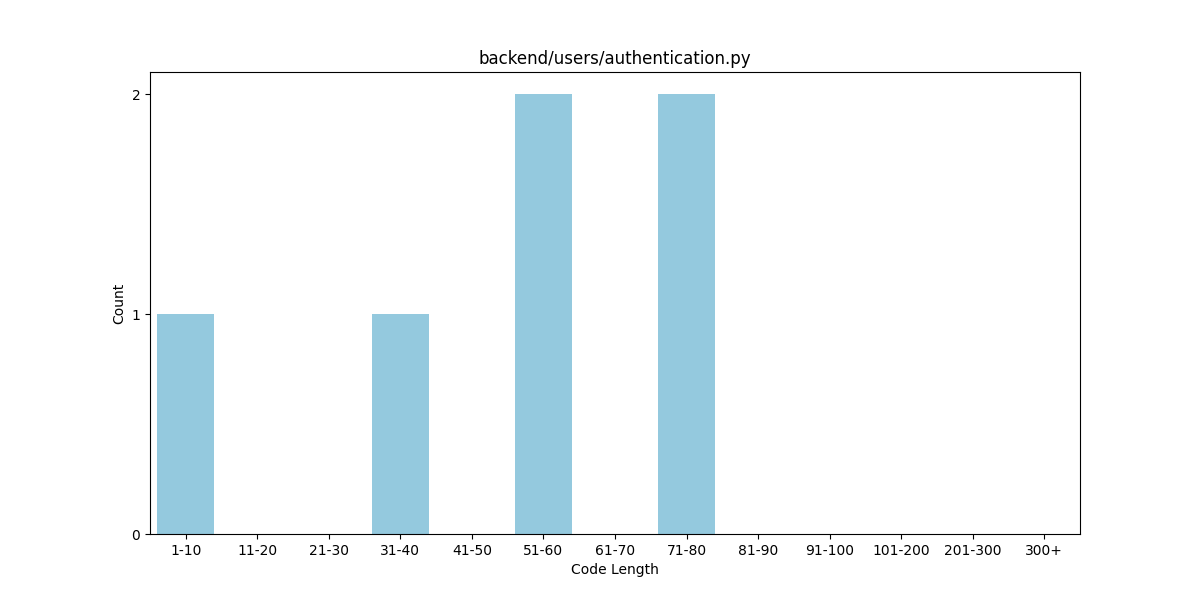 backend/users/authentication.py
2
1
0
Count
1-10 11-20 21-30 31-40 41-50 51-60 61-70 71-80 81-90 91-100 101-200 201-300 300+
Code Length